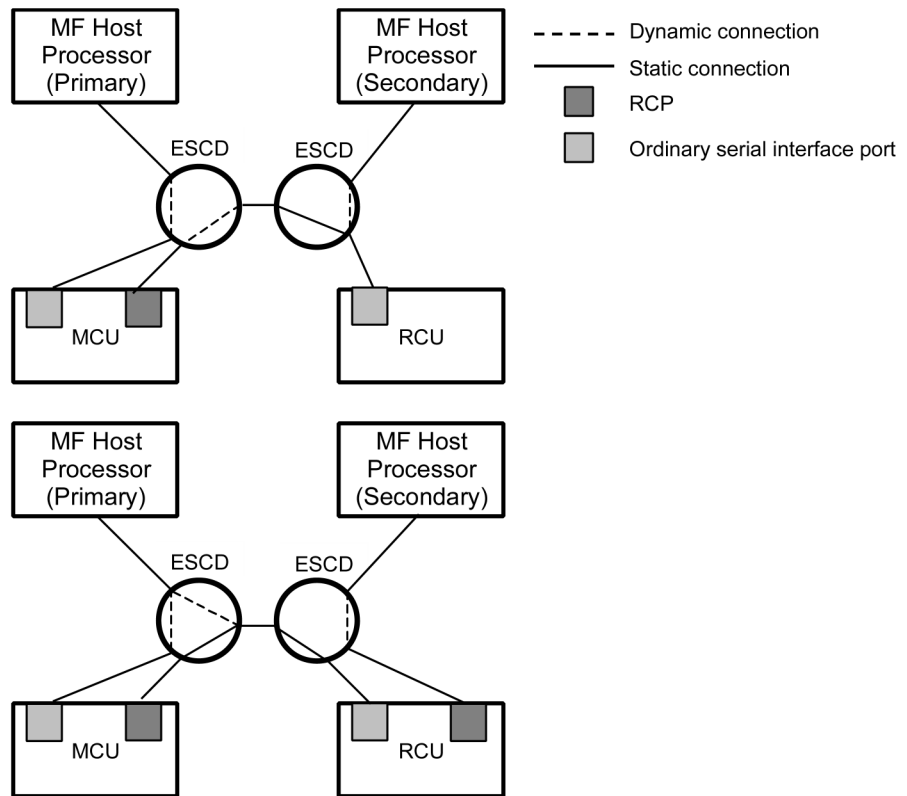 MF Host
Processor
(Primary)
MF Host
Processor
(Secondary)
Dynamic connection
Static connection
RCP
Ordinary serial interface port
ESCD
ESCD
MCU
RCU
MF Host
Processor
(Primary)
MF Host
Processor
(Secondary)
ESCD
ESCD
MCU
RCU